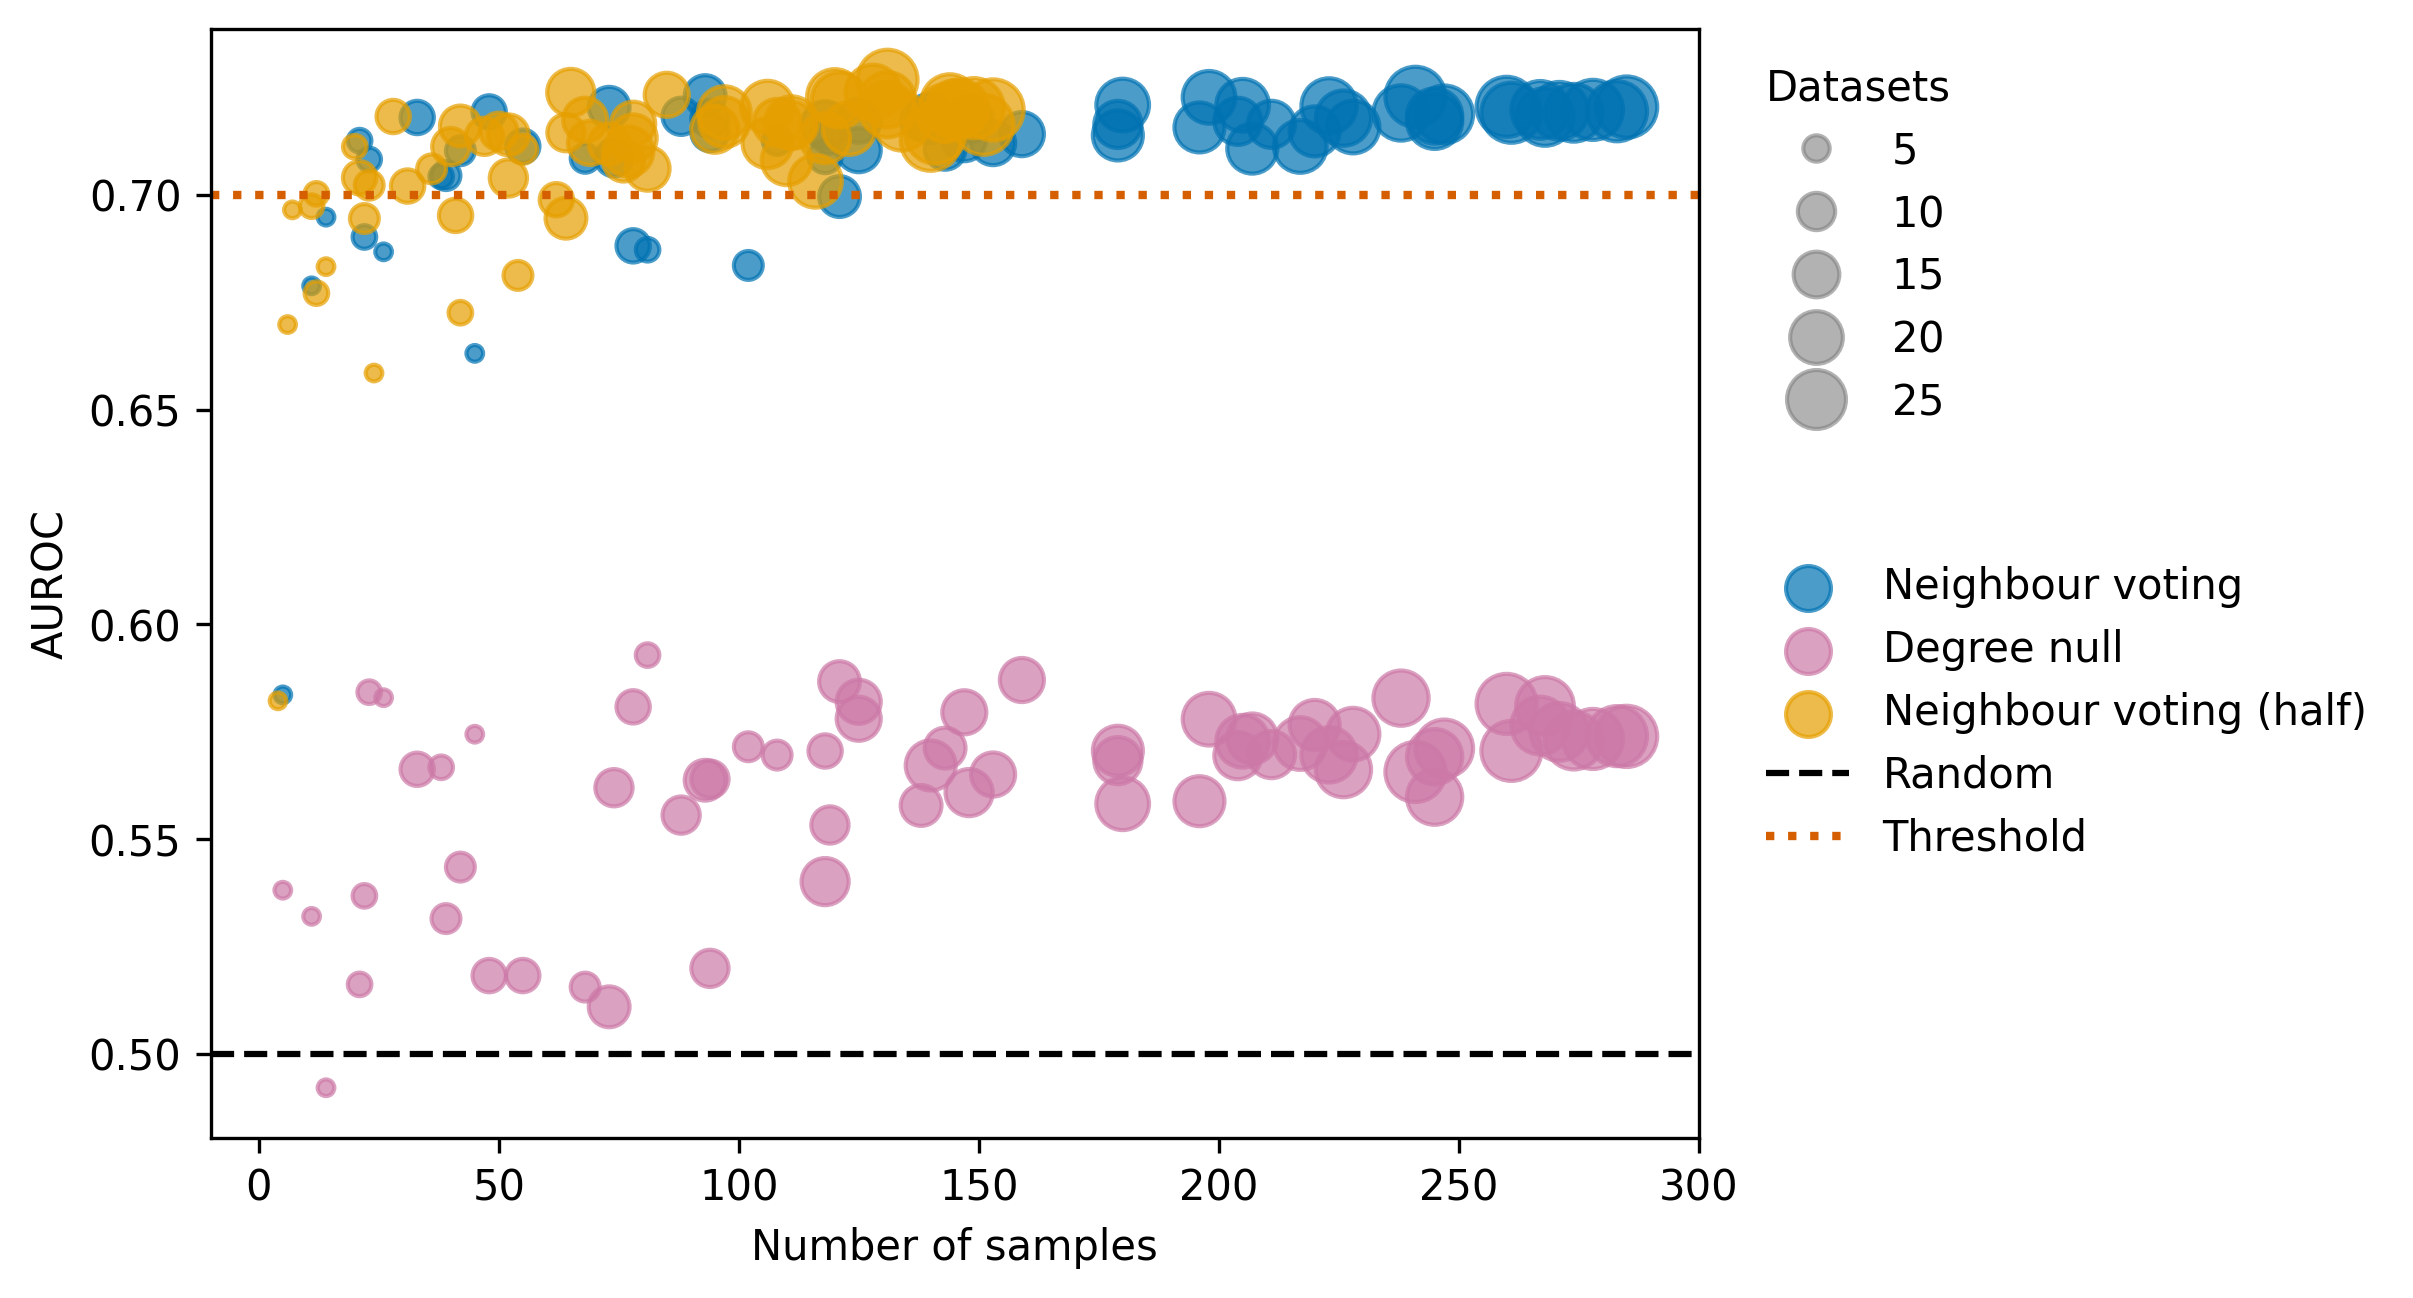 AUROC
0.70
0.65
0.60
0.55
0.50
0
50
100
150
200
250
300
Number of samples
Datasets
5
10
15
20
25
Neighbour voting
Degree null
Neighbour voting (half)
Random
Threshold